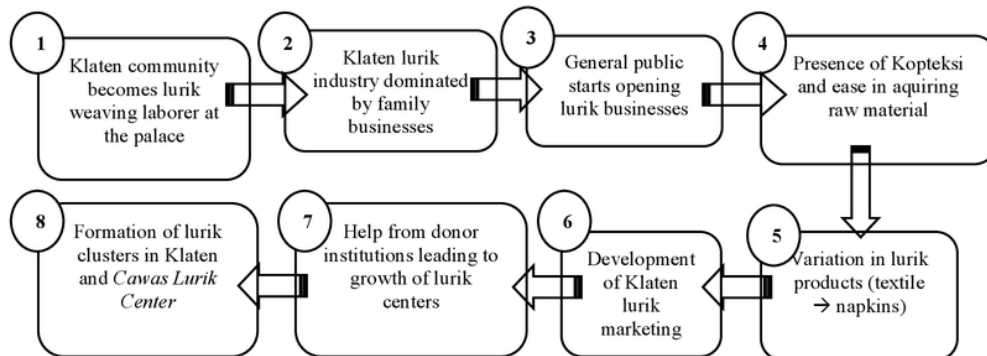 1
Klaten community
becomes lurik
weaving laborer at
the palace
2
Klaten lurik
industry dominated
by family
businesses
3
General public
starts opening
lurik businesses
4
Presence of Kopteksi
and ease in aquiring
raw material
5
Variation in lurik
products (textile
→ napkins)
6
Development
of Klaten
lurik
marketing
7
Help from donor
institutions leading to
growth of lurik
centers
8
Formation of lurik
clusters in Klaten
and Cawas Lurik
Center